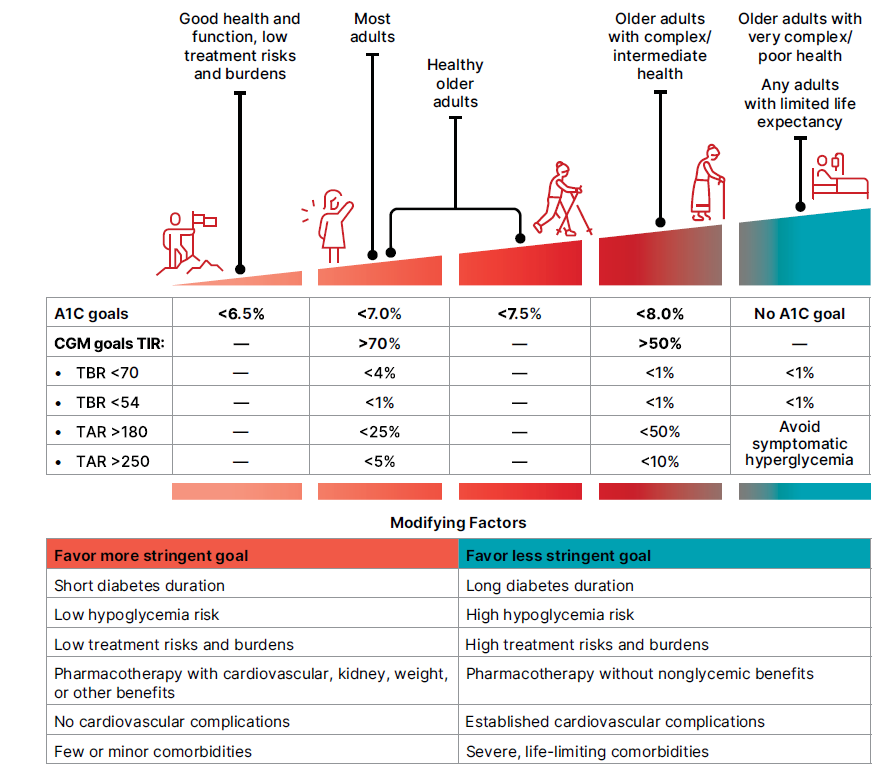 Good health and
function, low
treatment risks
and burdens
Most
adults
Healthy
older
adults
Older adults
with complex/
intermediate
health
Older adults with
very complex/
poor health
Any adults
with limited life
expectancy
A1C goals <6.5% <7.0% <7.5% <8.0% No A1C goal
CGM goals TIR: — >70% — >50% —
• TBR <70 — <4% — <1% <1%
• TBR <54 — <1% — <1% <1%
• TAR >180 — <25% — <50%
• TAR >250 — <5% — <10%
Avoid
symptomatic
hyperglycemia
Modifying Factors
Favor more stringent goal Favor less stringent goal
Short diabetes duration Long diabetes duration
Low hypoglycemia risk High hypoglycemia risk
Low treatment risks and burdens High treatment risks and burdens
Pharmacotherapy with cardiovascular, kidney, weight,
or other benefits
Pharmacotherapy without nonglycemic benefits
No cardiovascular complications Established cardiovascular complications
Few or minor comorbidities Severe, life-limiting comorbidities